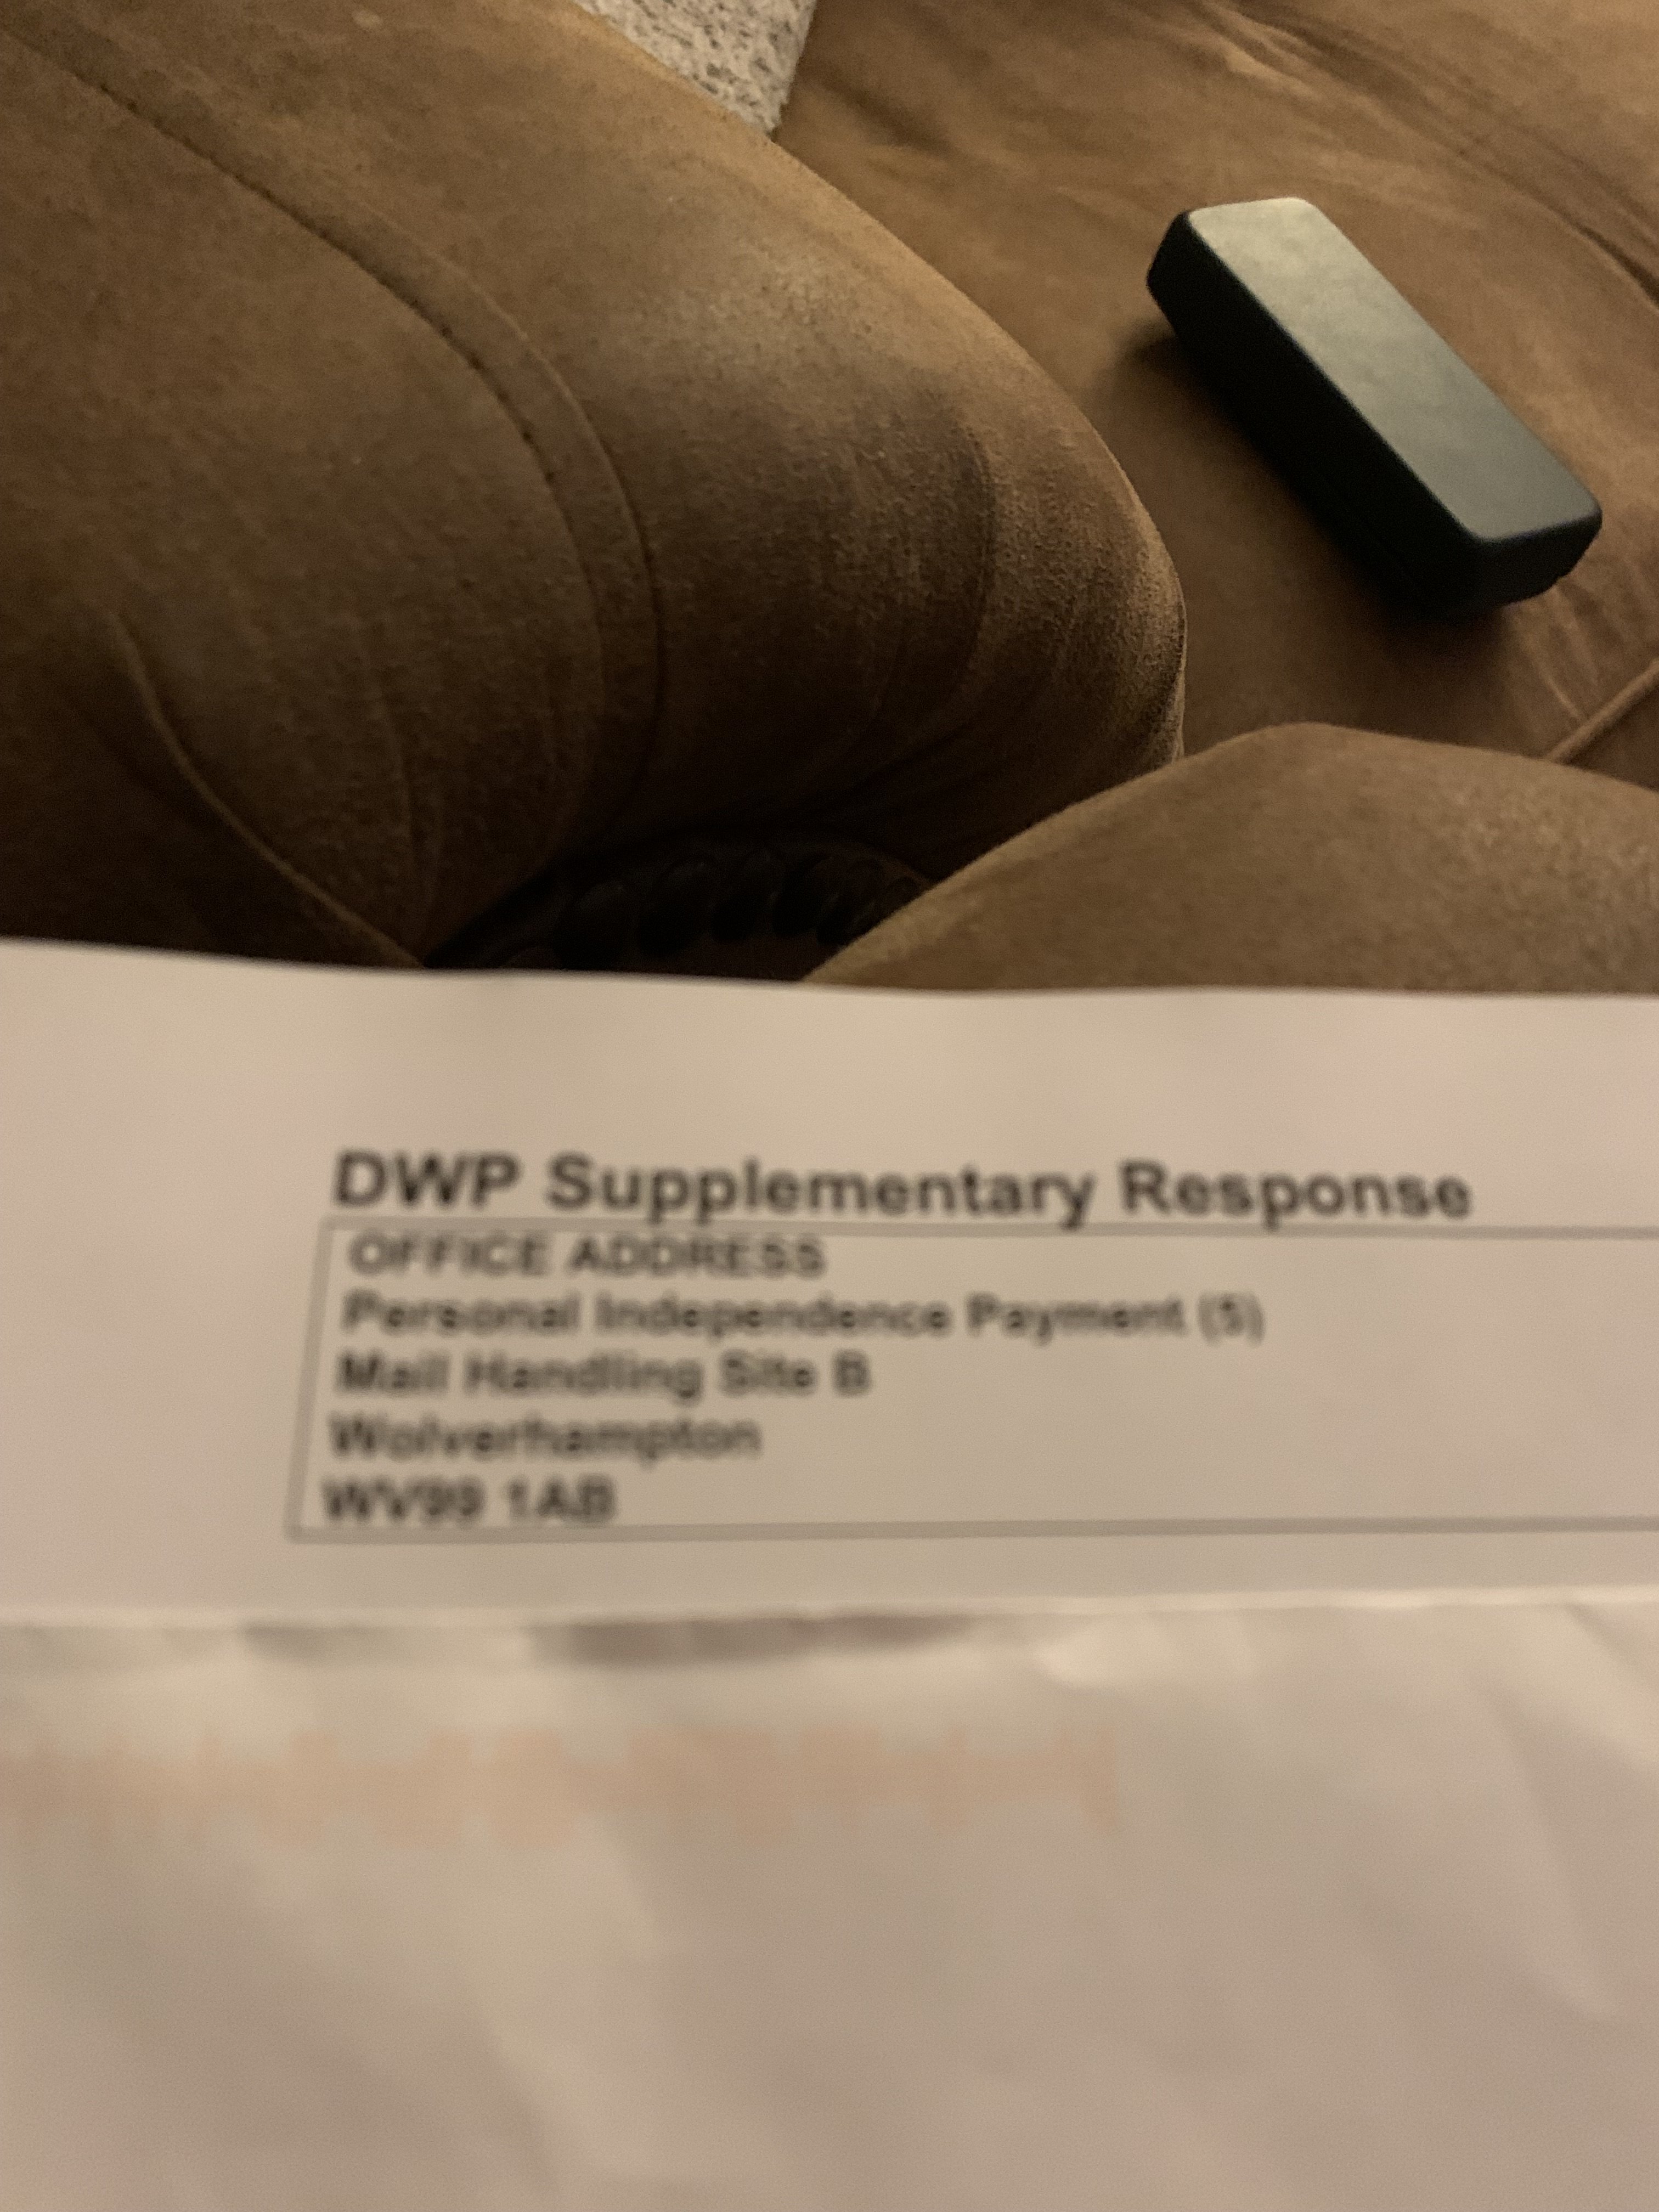 DWP Supplementary Response
OFFICE ADDRESS
Personal Independence Payment (5)
Mail Handling Site B
Wolverhampton
WV99 1AB